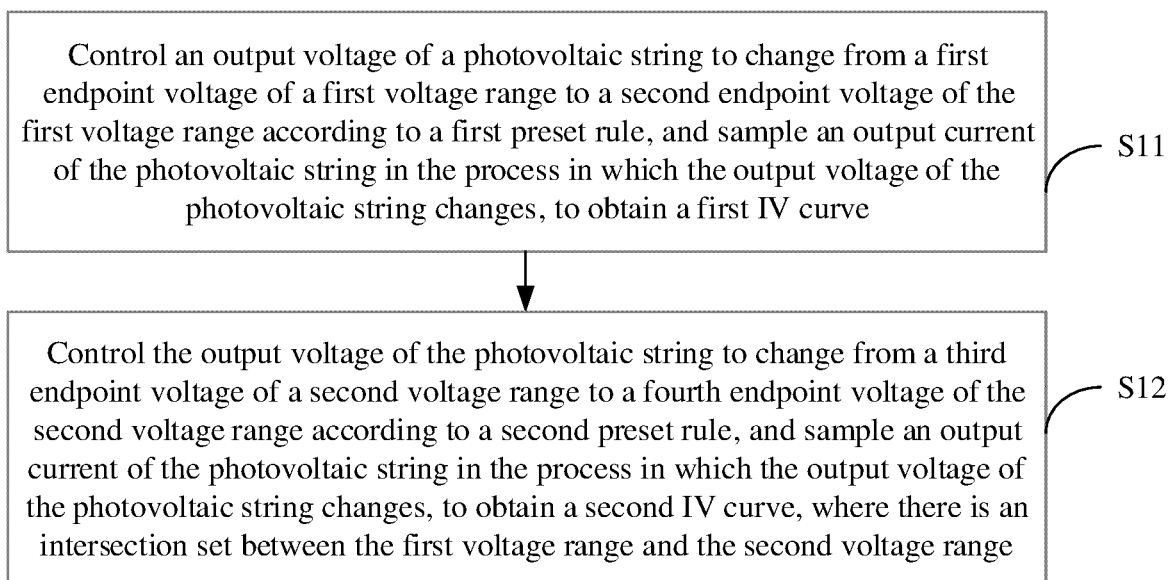 Control an output voltage of a photovoltaic string to change from a first
endpoint voltage of a first voltage range to a second endpoint voltage of the
first voltage range according to a first preset rule, and sample an output current
of the photovoltaic string in the process in which the output voltage of the
photovoltaic string changes, to obtain a first IV curve
S11
Control the output voltage of the photovoltaic string to change from a third
endpoint voltage of a second voltage range to a fourth endpoint voltage of the
second voltage range according to a second preset rule, and sample an output
current of the photovoltaic string in the process in which the output voltage of
the photovoltaic string changes, to obtain a second IV curve, where there is an
intersection set between the first voltage range and the second voltage range
S12